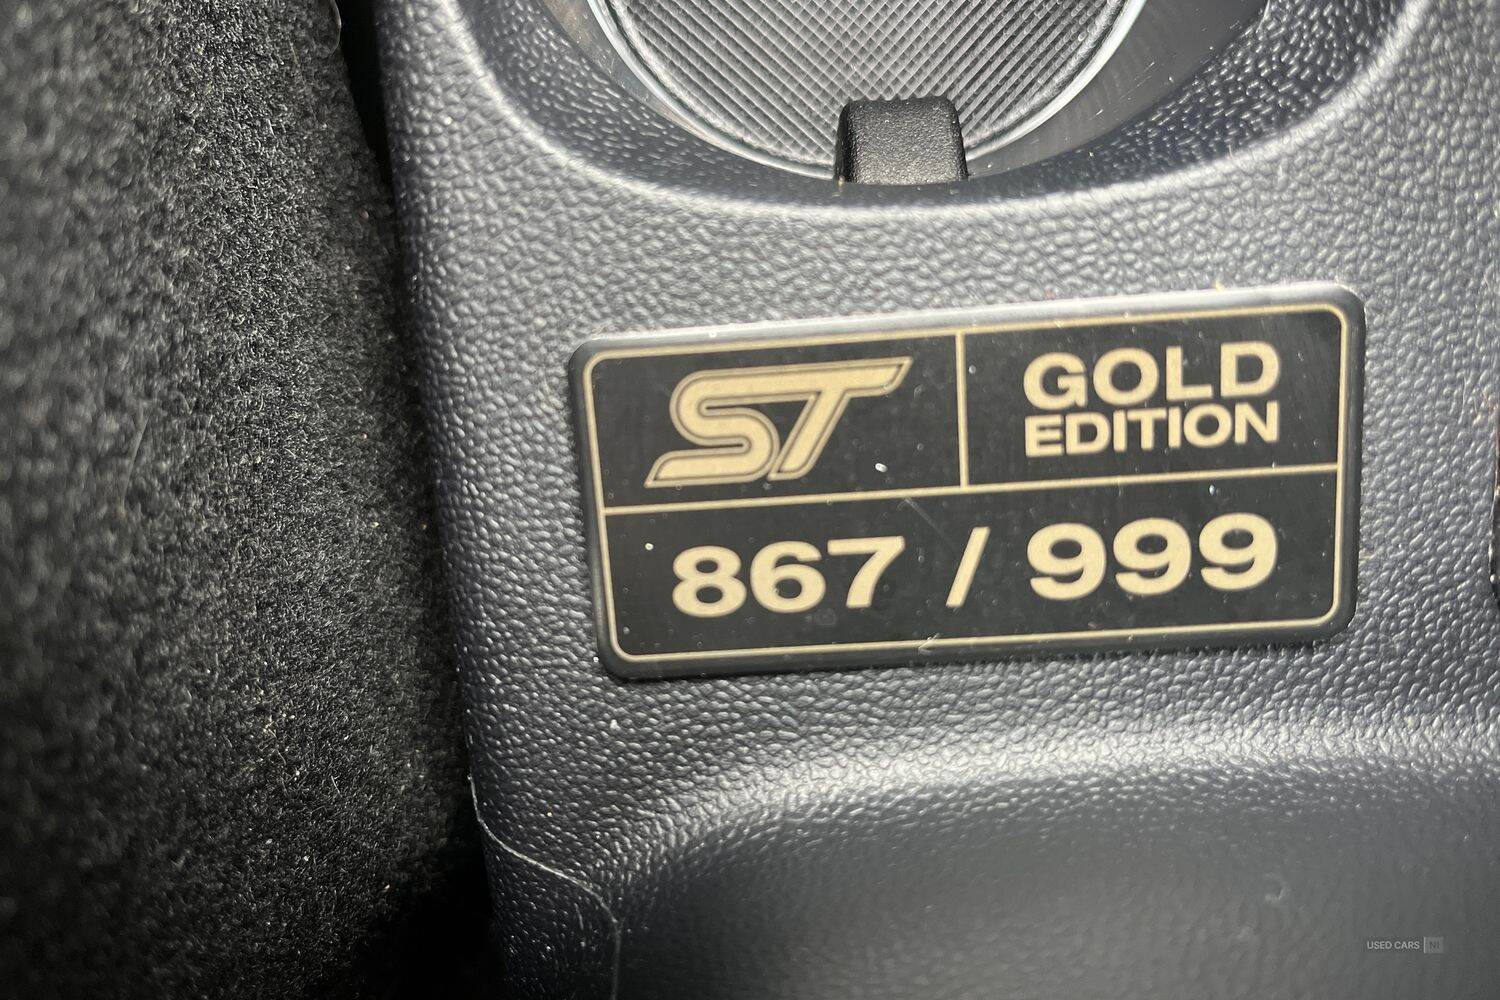 ST
GOLD
EDITION
867 / 999
USED CARS NI